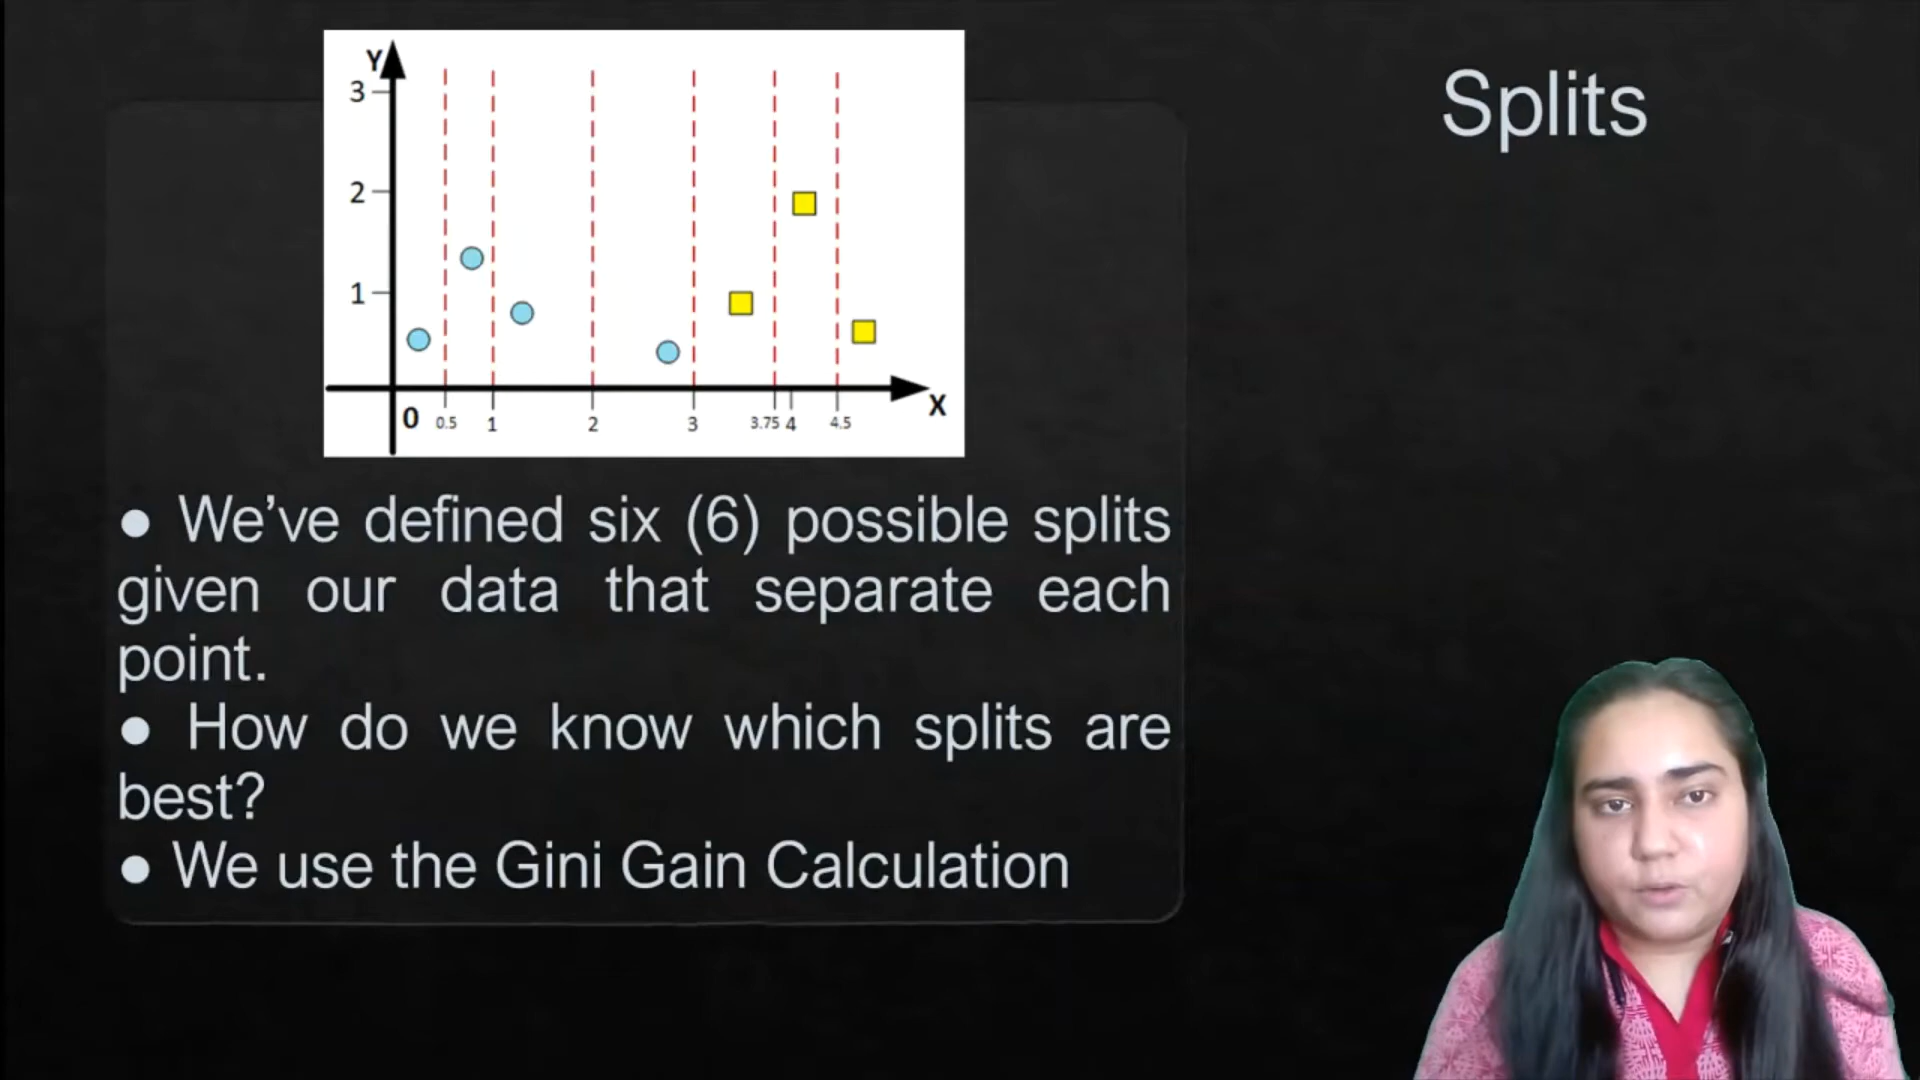 Splits
Y
3
2
1
0 0.5 1 2 3 3.75 4 4.5 X
● We’ve defined six (6) possible splits
given our data that separate each
point.
● How do we know which splits are
best?
● We use the Gini Gain Calculation